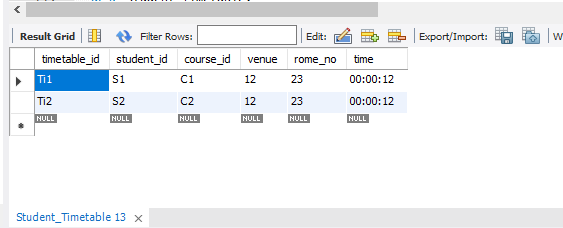 Result Grid Filter Rows: Edit: Export/Import: W
timetable_id student_id course_id venue rome_no time
Ti1 S1 C1 12 23 00:00:12
Ti2 S2 C2 12 23 00:00:12
NULL NULL NULL NULL NULL NULL
Student_Timetable 13